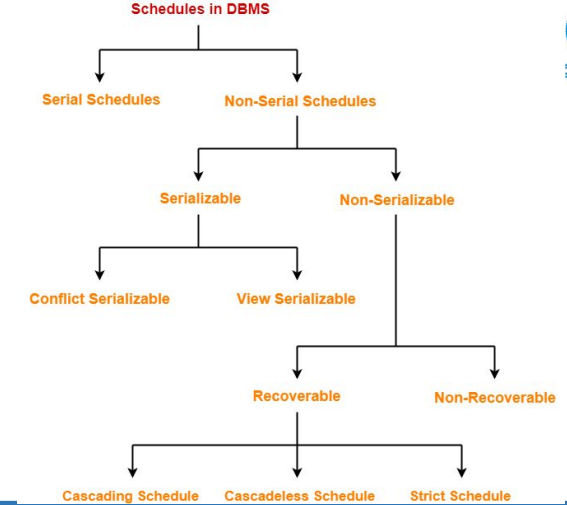 Schedules in DBMS
Serial Schedules
Non-Serial Schedules
Serializable
Non-Serializable
Conflict Serializable
View Serializable
Recoverable
Non-Recoverable
Cascading Schedule
Cascadeless Schedule
Strict Schedule